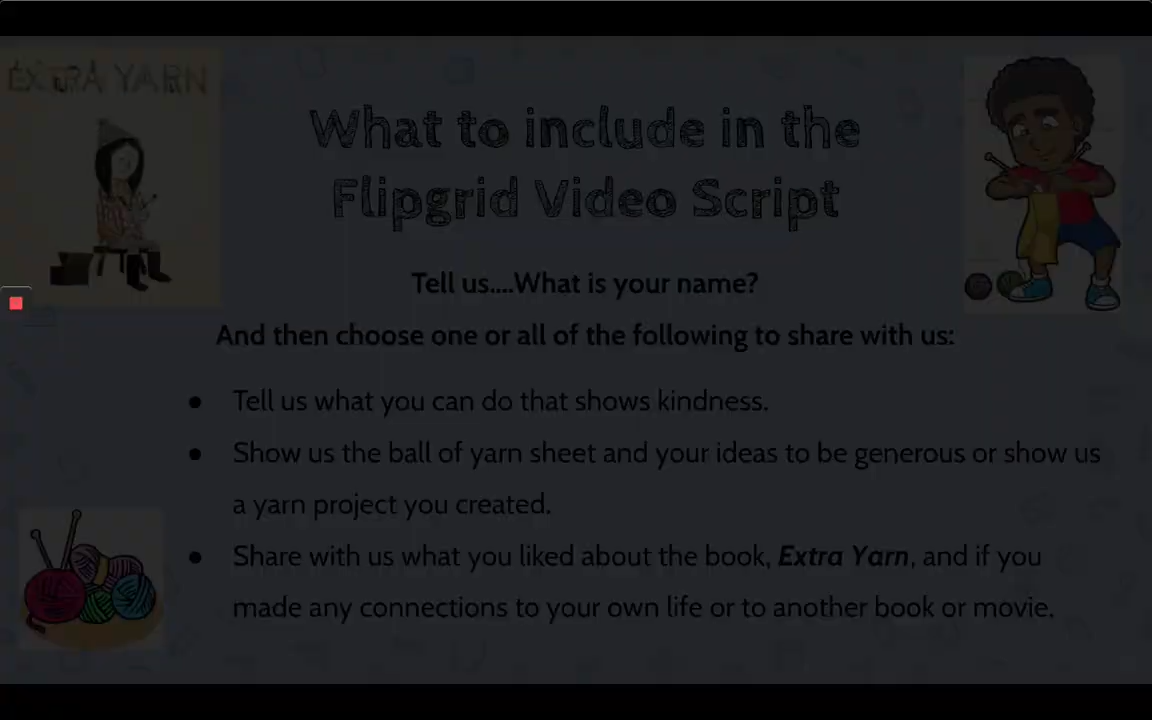 EXTRA YARN
What to include in the
Flipgrid Video Script
Tell us....What is your name?
And then choose one or all of the following to share with us:
● Tell us what you can do that shows kindness.
● Show us the ball of yarn sheet and your ideas to be generous or show us
a yarn project you created.
● Share with us what you liked about the book, Extra Yarn, and if you
made any connections to your own life or to another book or movie.